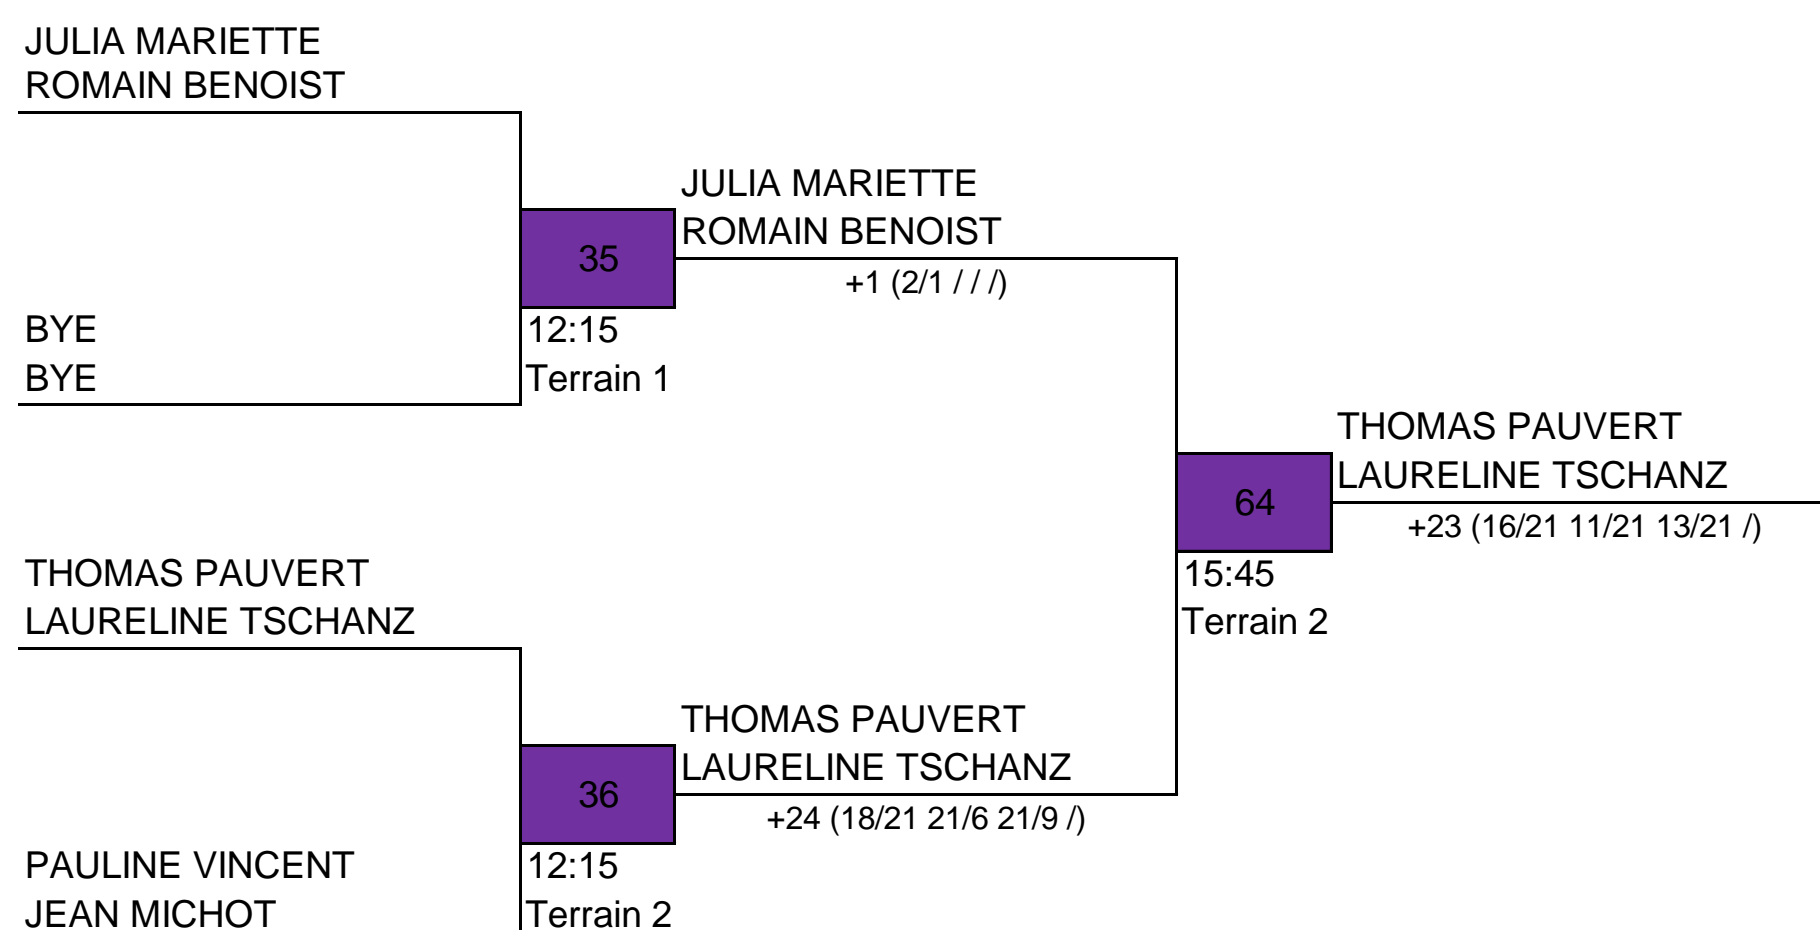 JULIA MARIETTE
ROMAIN BENOIST
JULIA MARIETTE
ROMAIN BENOIST
35
+1 (2/1 / / /)
BYE
BYE
12:15
Terrain 1
THOMAS PAUVERT
LAURELINE TSCHANZ
64
+23 (16/21 11/21 13/21 /)
15:45
Terrain 2
THOMAS PAUVERT
LAURELINE TSCHANZ
THOMAS PAUVERT
LAURELINE TSCHANZ
36
+24 (18/21 21/6 21/9 /)
PAULINE VINCENT
JEAN MICHOT
12:15
Terrain 2